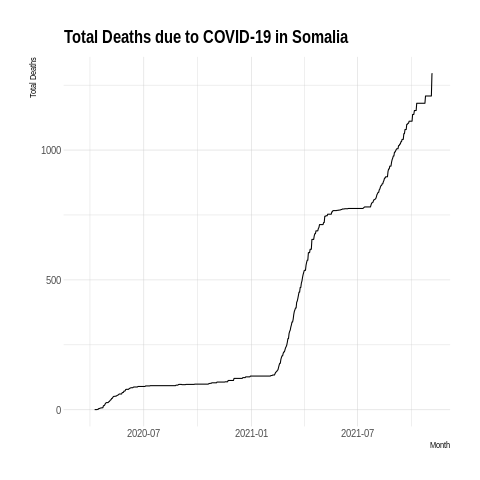 Total Deaths due to COVID-19 in Somalia
Total Deaths
1000
500
0
2020-07
2021-01
2021-07
Month